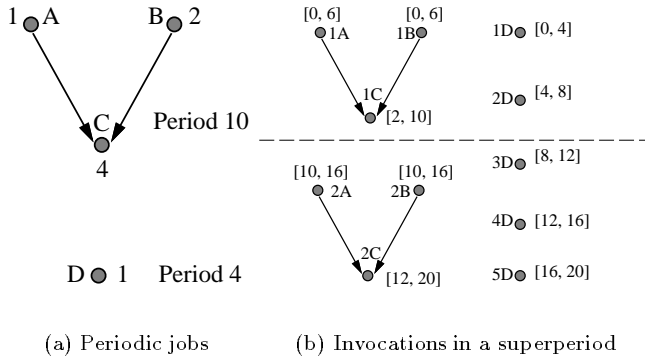 1 A
B 2
C
4
Period 10
D 1 Period 4
(a) Periodic jobs
[0, 6]
1A
[0, 6]
1B
1C
[2, 10]
1D [0, 4]
2D [4, 8]
[10, 16]
2A
[10, 16]
2B
2C
[12, 20]
3D [8, 12]
4D [12, 16]
5D [16, 20]
(b) Invocations in a superperiod